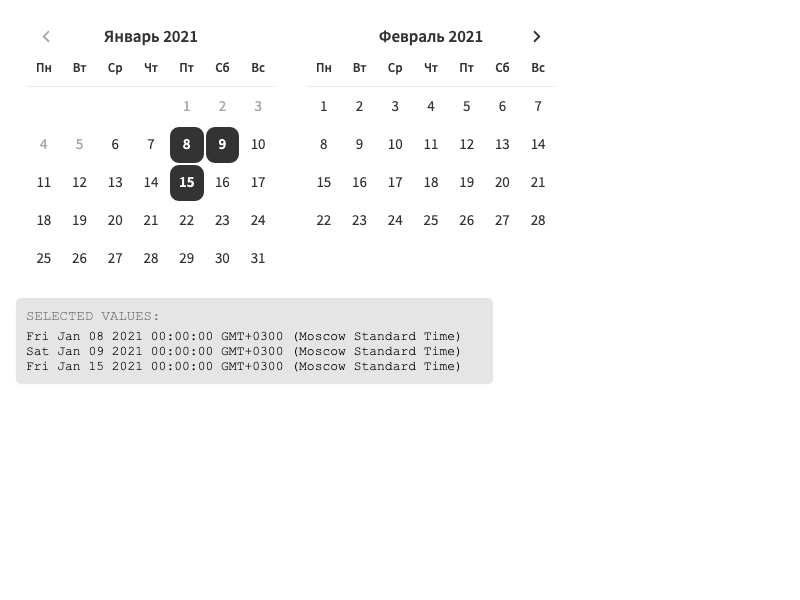 Январь 2021
Пн Вт Ср Чт Пт Сб Вс
1 2 3
4 5 6 7 8 9 10
11 12 13 14 15 16 17
18 19 20 21 22 23 24
25 26 27 28 29 30 31
Февраль 2021
Пн Вт Ср Чт Пт Сб Вс
1 2 3 4 5 6 7
8 9 10 11 12 13 14
15 16 17 18 19 20 21
22 23 24 25 26 27 28
SELECTED VALUES:
Fri Jan 08 2021 00:00:00 GMT+0300 (Moscow Standard Time)
Sat Jan 09 2021 00:00:00 GMT+0300 (Moscow Standard Time)
Fri Jan 15 2021 00:00:00 GMT+0300 (Moscow Standard Time)